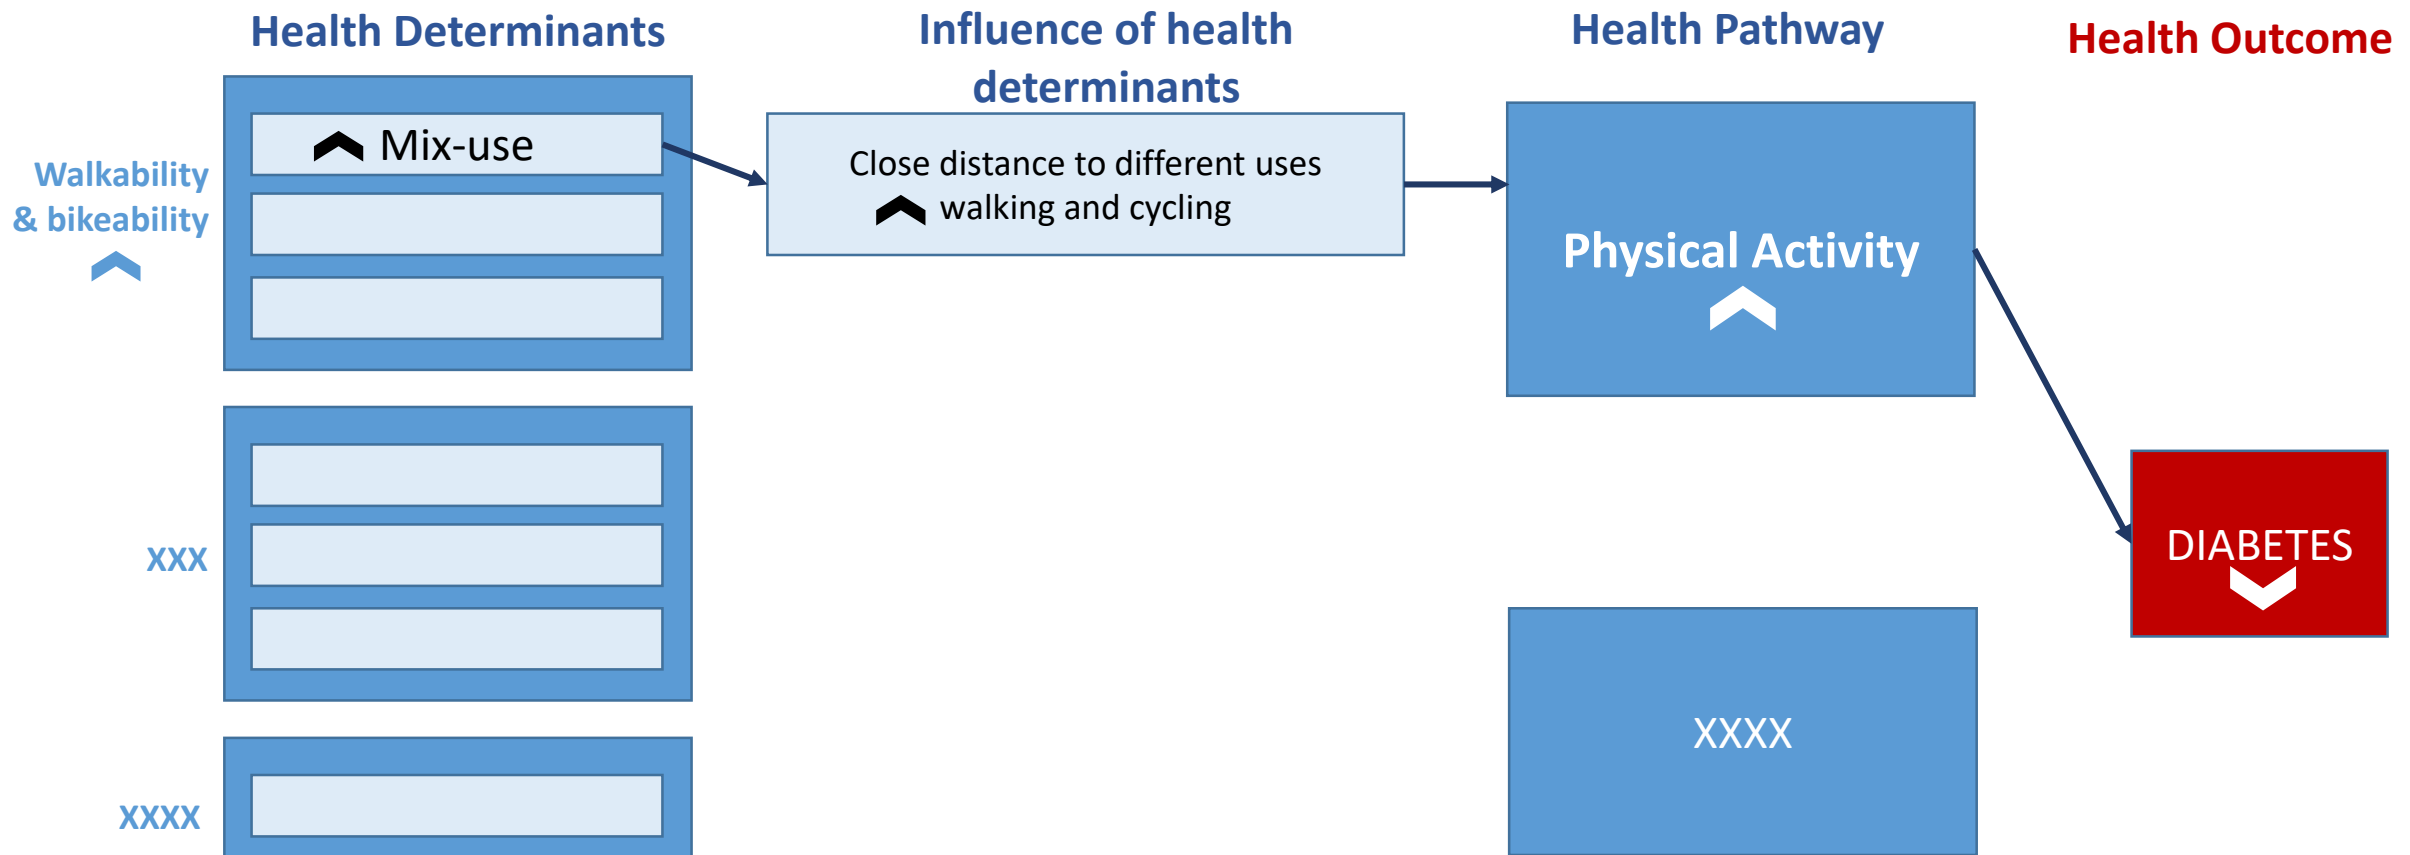 Health Determinants
Influence of health
determinants
Health Pathway
Health Outcome
Walkability
& bikeability
Mix-use
Close distance to different uses
walking and cycling
Physical Activity
XXX
DIABETES
XXXX
XXXX